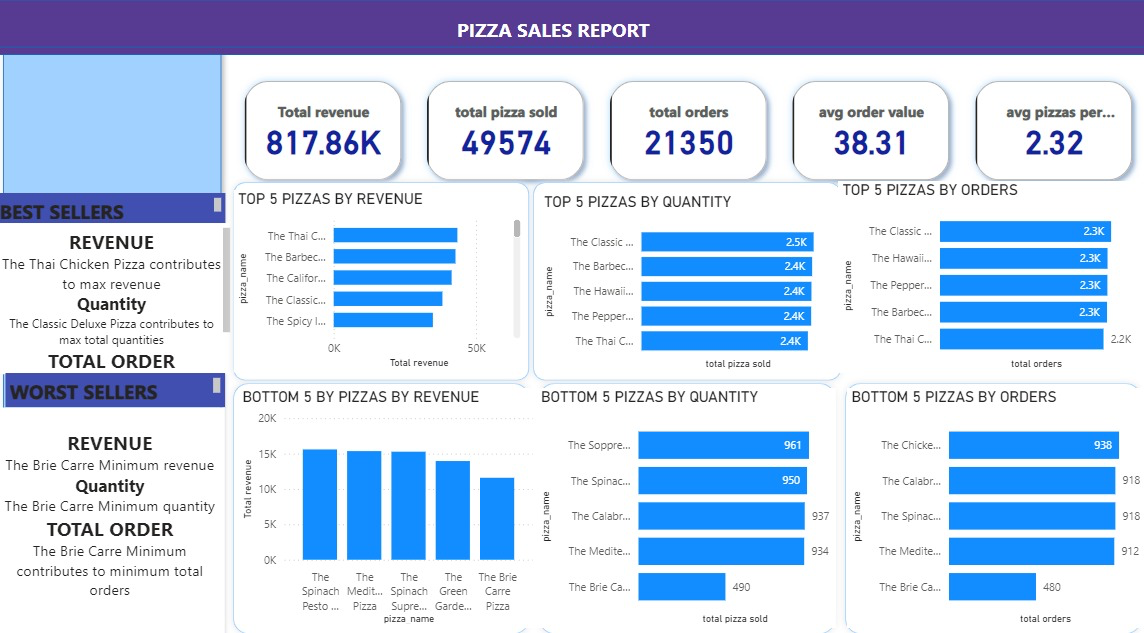 PIZZA SALES REPORT
Total revenue
817.86K
total pizza sold
49574
total orders
21350
avg order value
38.31
avg pizzas per...
2.32
BEST SELLERS
REVENUE
The Thai Chicken Pizza contributes
to max revenue
Quantity
The Classic Deluxe Pizza contributes to
max total quantities
TOTAL ORDER
WORST SELLERS
REVENUE
The Brie Carre Minimum revenue
Quantity
The Brie Carre Minimum quantity
TOTAL ORDER
The Brie Carre Minimum
contributes to minimum total
orders
TOP 5 PIZZAS BY REVENUE
pizza_name
The Thai C...
The Barbec...
The Califor...
The Classic...
The Spicy I...
0K 50K
Total revenue
TOP 5 PIZZAS BY QUANTITY
pizza_name
The Classic ... 2.5K
The Barbec... 2.4K
The Hawaii... 2.4K
The Pepper... 2.4K
The Thai C... 2.4K
total pizza sold
TOP 5 PIZZAS BY ORDERS
pizza_name
The Classic ... 2.3K
The Hawaii... 2.3K
The Pepper... 2.3K
The Barbec... 2.3K
The Thai C... 2.2K
total orders
BOTTOM 5 BY PIZZAS BY REVENUE
Total revenue
20K
15K
10K
5K
0K
The Spinach Pesto ...
The Medit... Pizza
The Spinach Supre...
The Green Garde...
The Brie Carre Pizza
pizza_name
BOTTOM 5 PIZZAS BY QUANTITY
pizza_name
The Soppre... 961
The Spinac... 950
The Calabr... 937
The Medite... 934
The Brie Ca... 490
total pizza sold
BOTTOM 5 PIZZAS BY ORDERS
pizza_name
The Chicke... 938
The Calabr... 918
The Spinac... 918
The Medite... 912
The Brie Ca... 480
total orders